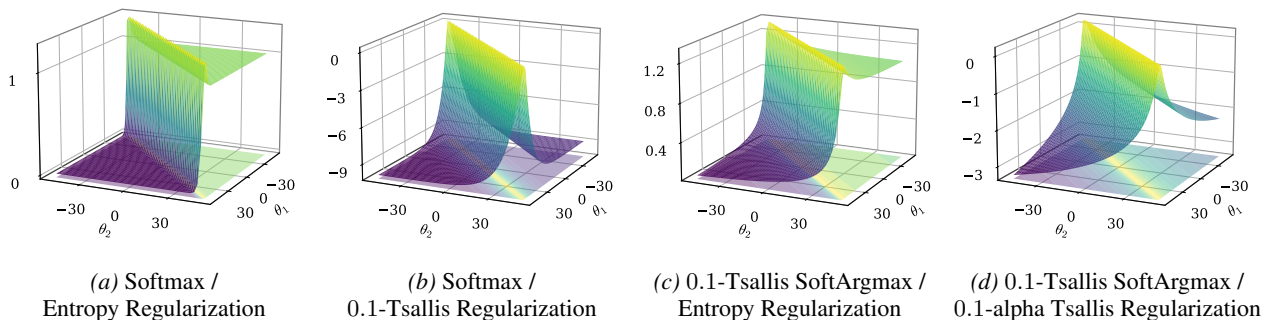 1
0
−30
0
30
θ2
30
0
−30
θ1
0
−3
−6
−9
−30
0
30
θ2
30
0
−30
θ1
1.2
0.8
0.4
−30
0
30
θ2
30
0
−30
θ1
0
−1
−2
−3
−30
0
30
θ2
30
0
−30
θ1
(a) Softmax /
Entropy Regularization
(b) Softmax /
0.1-Tsallis Regularization
(c) 0.1-Tsallis SoftArgmax /
Entropy Regularization
(d) 0.1-Tsallis SoftArgmax /
0.1-alpha Tsallis Regularization